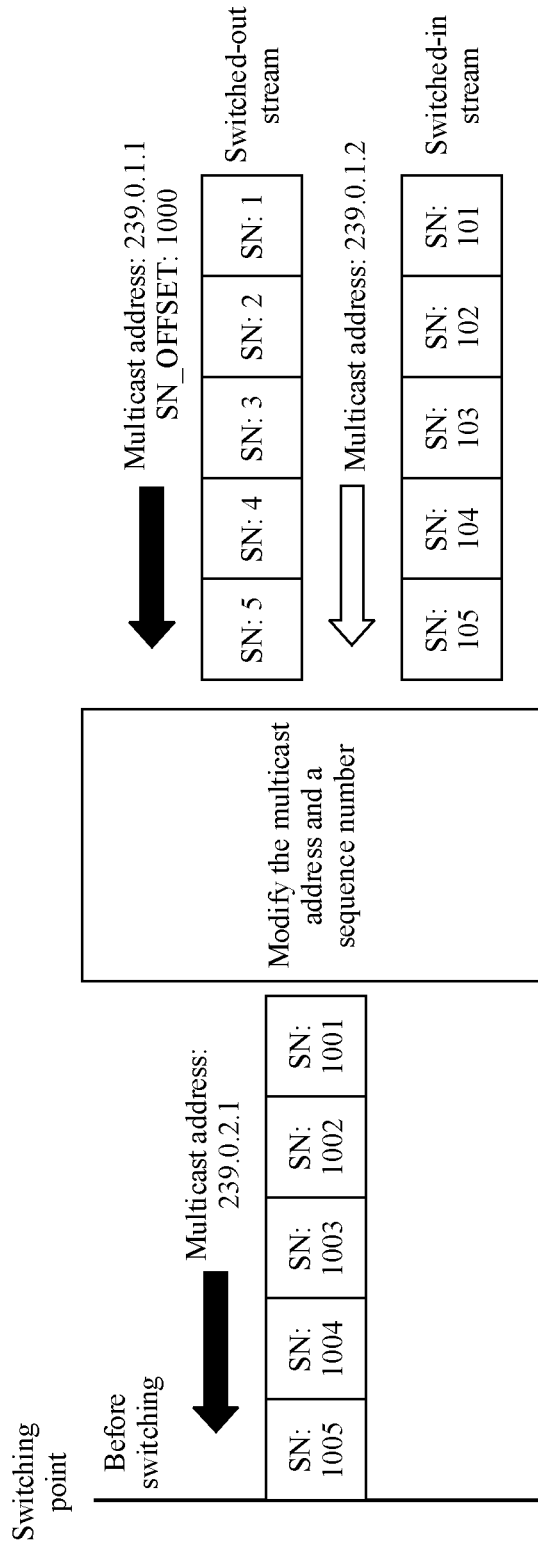 Switching
point
Before
switching
Multicast address:
239.0.2.1
SN:
1005
SN:
1004
SN:
1003
SN:
1002
SN:
1001
Modify the multicast
address and a
sequence number
Multicast address: 239.0.1.1
SN_OFFSET: 1000
SN: 5
SN: 4
SN: 3
SN: 2
SN: 1
Switched-out
stream
Multicast address: 239.0.1.2
SN:
105
SN:
104
SN:
103
SN:
102
SN:
101
Switched-in
stream